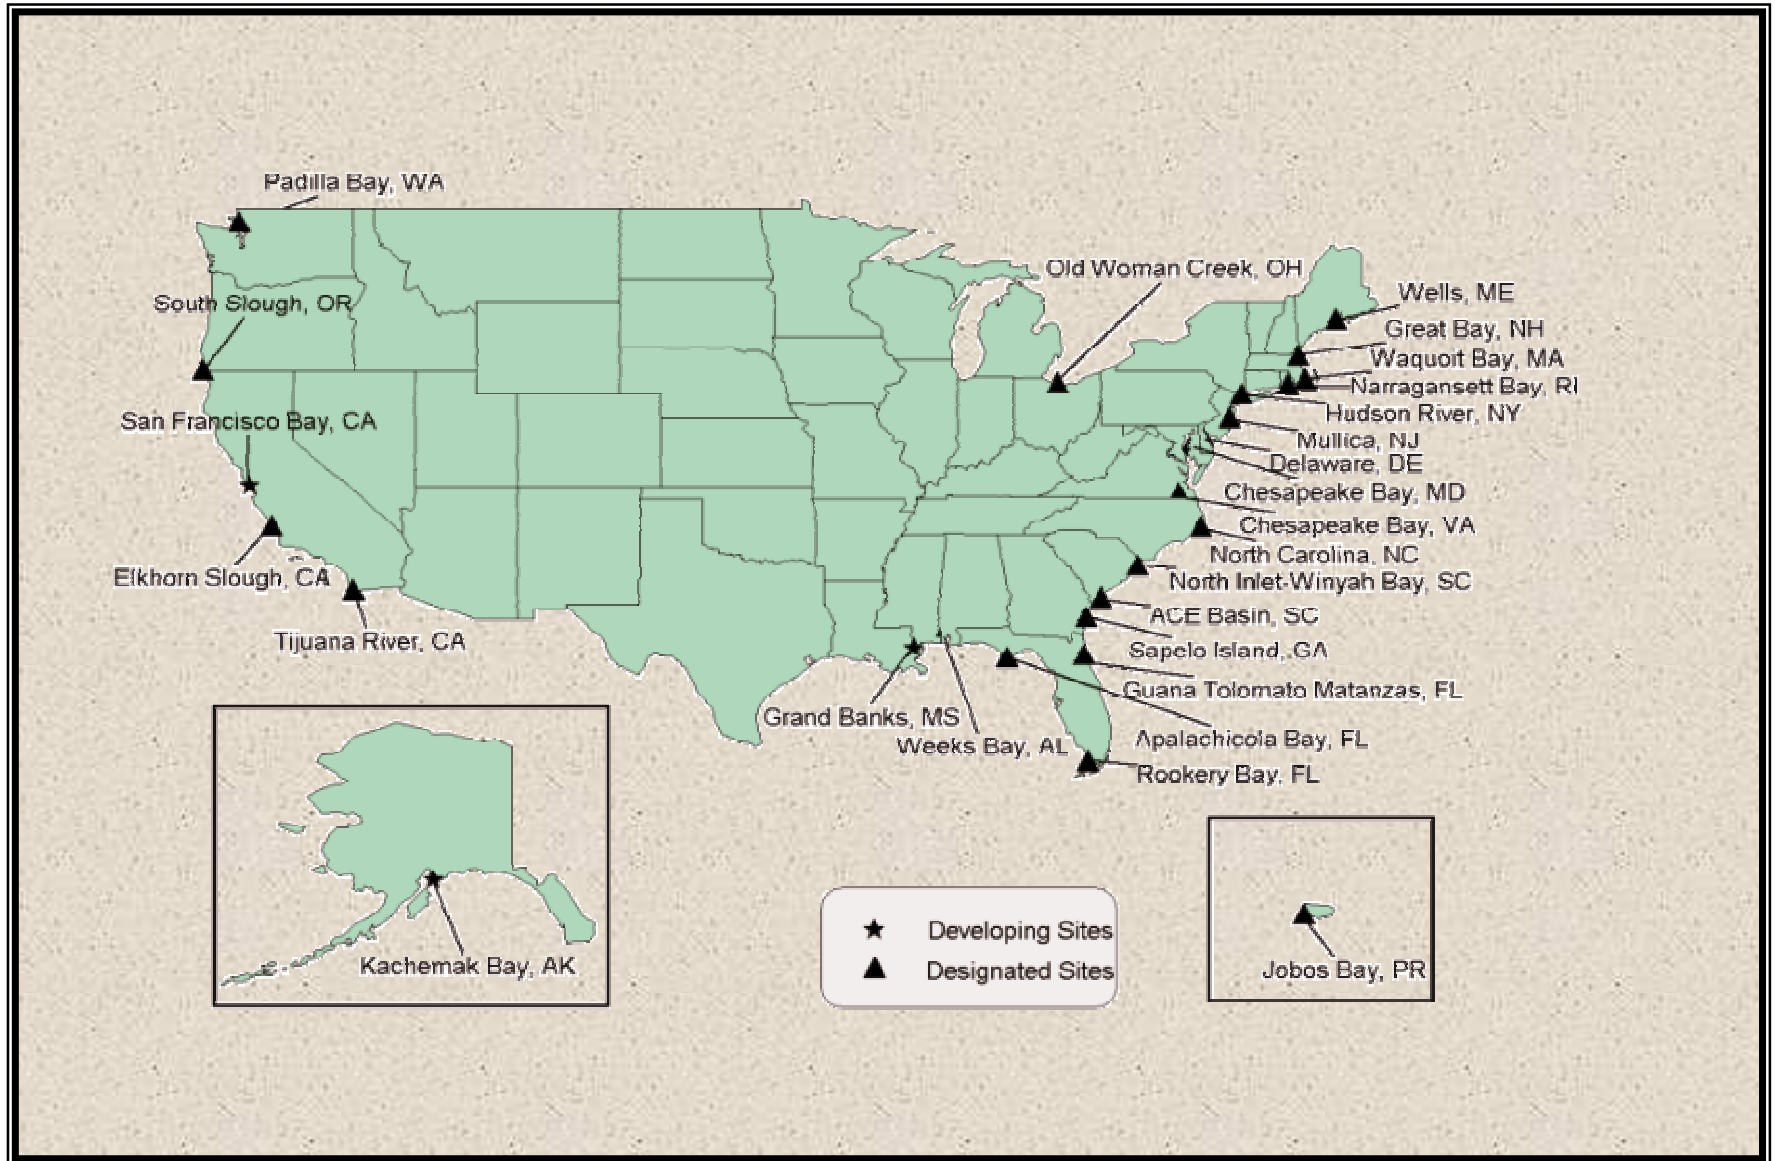 Padilla Bay, WA
Old Woman Creek, OH
Wells, ME
South Slough, OR
Great Bay, NH
Waquoit Bay, MA
Narragansett Bay, RI
Hudson River, NY
San Francisco Bay, CA
Mullica, NJ
Delaware, DE
Chesapeake Bay, MD
Chesapeake Bay, VA
North Carolina, NC
Elkhorn Slough, CA
North Inlet-Winyah Bay, SC
ACE Basin, SC
Tijuana River, CA
Sapelo Island, GA
Guana Tolomato Matanzas, FL
Grand Banks, MS
Weeks Bay, AL
Apalachicola Bay, FL
Rookery Bay, FL
Developing Sites
Kachemak Bay, AK
Designated Sites
Jobos Bay, PR